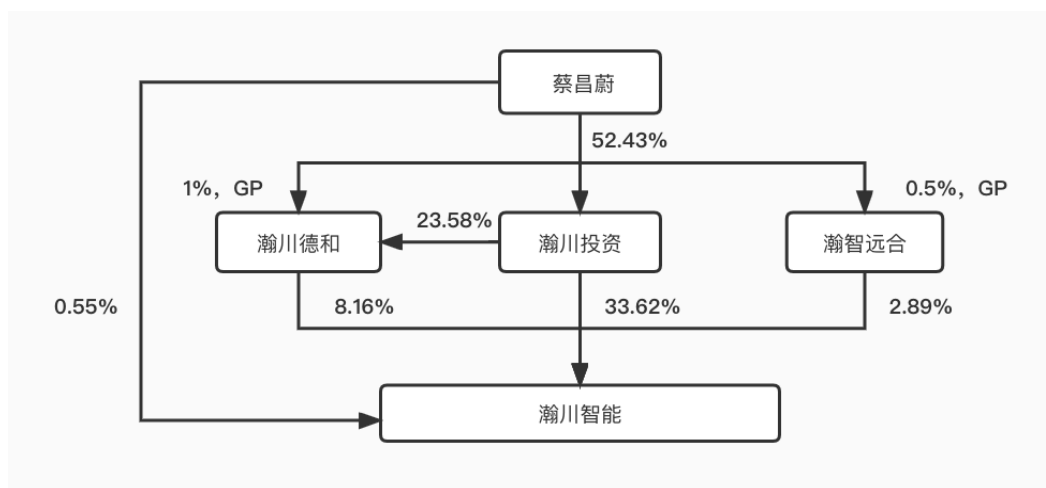 蔡昌蔚
52.43%
1%，GP
0.5%，GP
23.58%
瀚川德和
瀚川投资
瀚智远合
0.55%
8.16%
33.62%
2.89%
瀚川智能